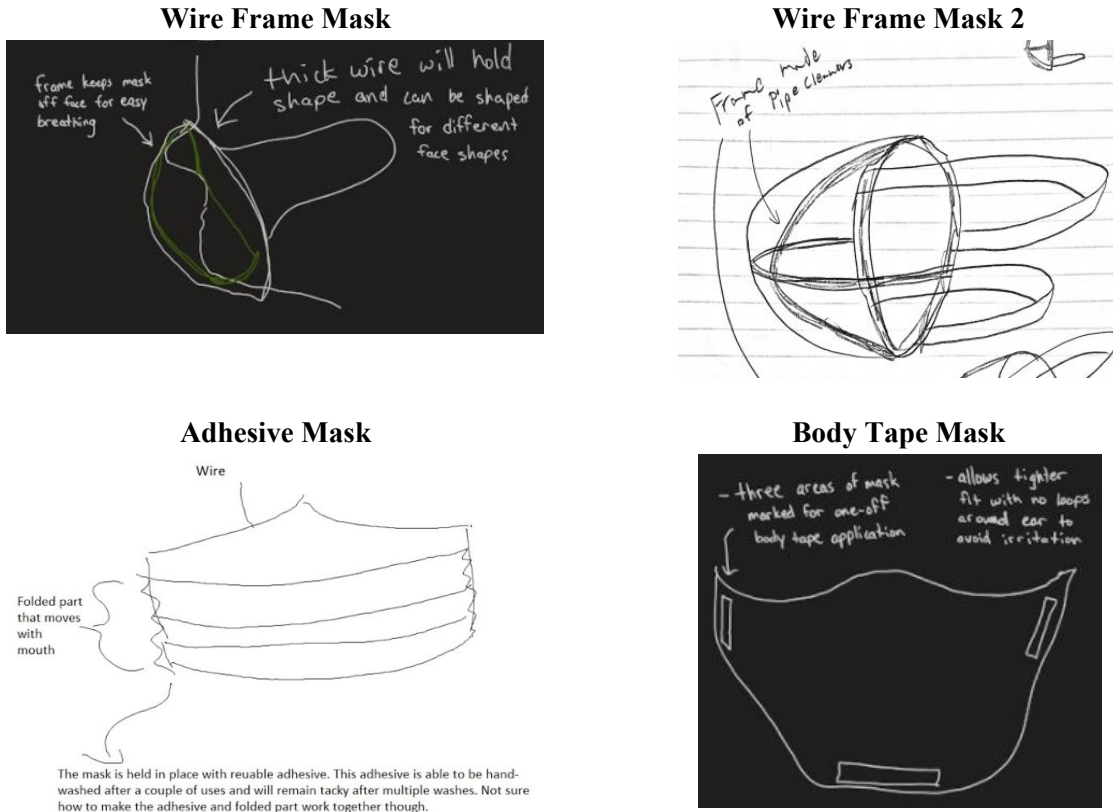 Wire Frame Mask
frame keeps mask
off face for easy
breathing
thick wire will hold
shape and can be shaped
for different
face shapes
Wire Frame Mask 2
Frame made
of Pipe Cleaners
Adhesive Mask
Wire
Folded part
that moves
with
mouth
The mask is held in place with reuable adhesive. This adhesive is able to be hand-
washed after a couple of uses and will remain tacky after multiple washes. Not sure
how to make the adhesive and folded part work together though.
Body Tape Mask
- three areas of mask
marked for one-off
body tape application
- allows tighter
fit with no loops
around ear to
avoid irritation